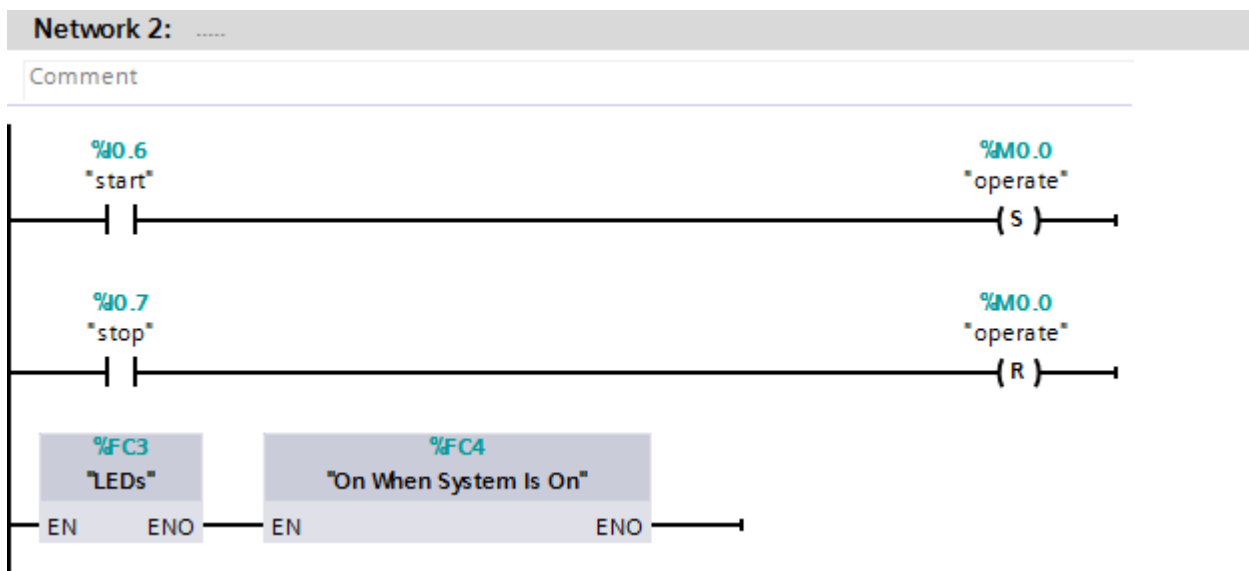 Network 2: .....
Comment
%I0.6 %M0.0
"start" "operate"
( S )
%I0.7 %M0.0
"stop" "operate"
( R )
%FC3 %FC4
"LEDs" "On When System Is On"
EN ENO EN ENO